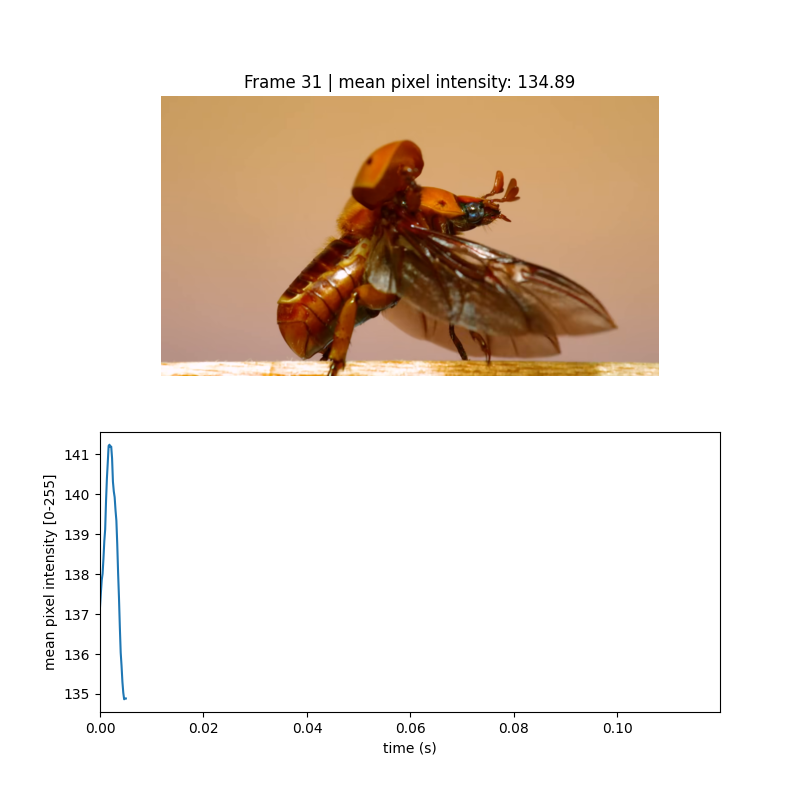 Frame 31 | mean pixel intensity: 134.89
141
140
139
138
137
136
135
mean pixel intensity [0-255]
0.00 0.02 0.04 0.06 0.08 0.10
time (s)